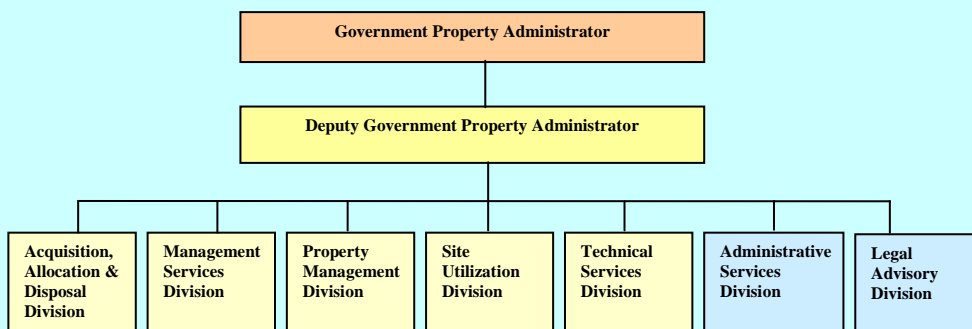 Government Property Administrator
Deputy Government Property Administrator
Acquisition,
Allocation &
Disposal
Division
Management
Services
Division
Property
Management
Division
Site
Utilization
Division
Technical
Services
Division
Administrative
Services
Division
Legal
Advisory
Division